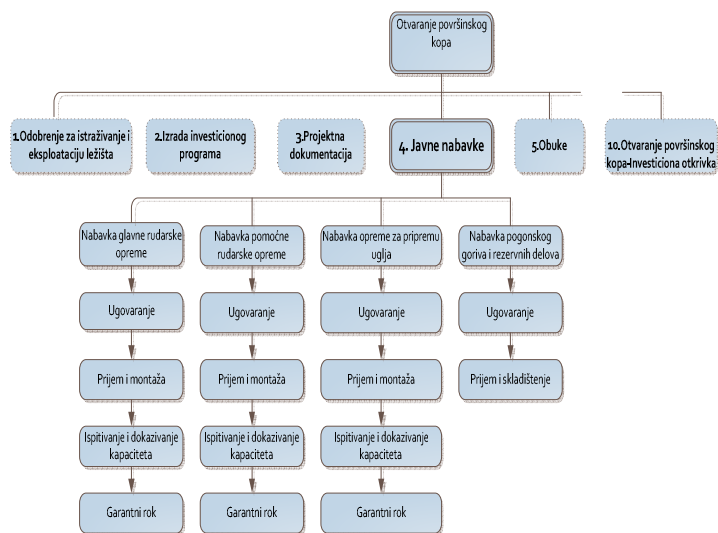 Otvaranje površinskog
kopa
1.Odobrenje za istraživanje i
eksploataciju ležišta
2.Izrada investicionog
programa
3.Projektna
dokumentacija
4. Javne nabavke
5.Obuke
10.Otvaranje površinskog
kopa-Investiciona otkrivka
Nabavka glavne rudarske
opreme
Nabavka pomoćne
rudarske opreme
Nabavka opreme za pripremu
uglja
Nabavka pogonskog
goriva i rezervnih delova
Ugovaranje
Ugovaranje
Ugovaranje
Ugovaranje
Prijem i montaža
Prijem i montaža
Prijem i montaža
Prijem i skladištenje
Ispitivanje i dokazivanje
kapaciteta
Ispitivanje i dokazivanje
kapaciteta
Ispitivanje i dokazivanje
kapaciteta
Garantni rok
Garantni rok
Garantni rok